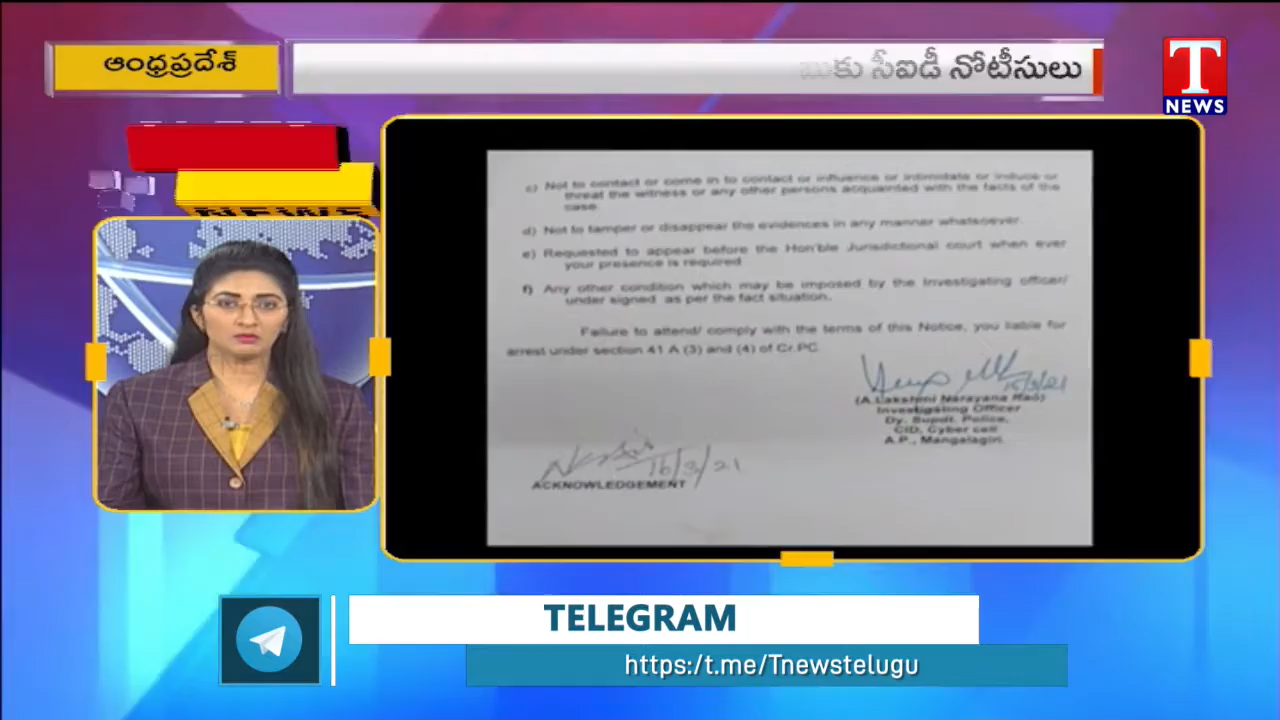 ఆంధ్రప్రదేశ్
కు సీఐడీ నోటీసులు
T
NEWS
NEWS
c) Not to contact or come in to contact or influence or intimidate or induce or
threat the witness or any other persons acquainted with the facts of the
case.
d) Not to tamper or disappear the evidences in any manner whatsoever.
e) Requested to appear before the Hon'ble Jurisdictional court when ever
your presence is required
f) Any other condition which may be imposed by the Investigating officer/
under signed as per the fact situation.
Failure to attend/ comply with the terms of this Notice, you liable for
arrest under section 41 A (3) and (4) of Cr.PC.
15/3/21
(A.Lakshmi Narayana Rao)
Investigating Officer
Dy. Supdt. Police,
CID, Cyber cell
A.P., Mangalagiri.
16/3/21
ACKNOWLEDGEMENT
TELEGRAM
https:/t.me/Tnewstelugu